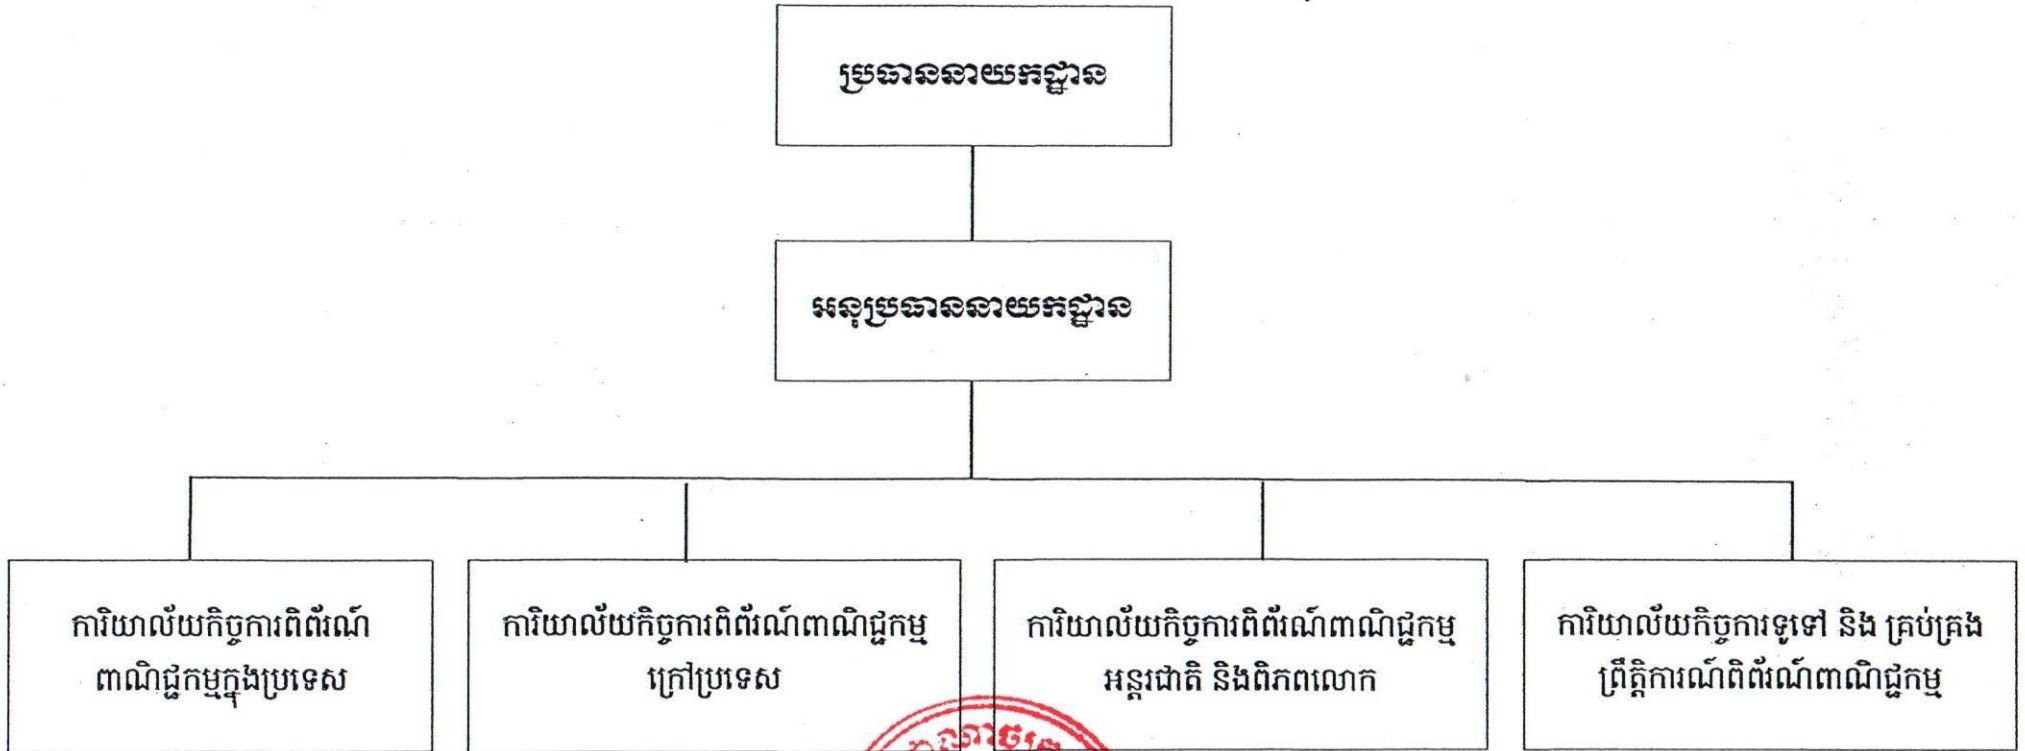 ប្រធាននាយកដ្ឋាន
អនុប្រធាននាយកដ្ឋាន
ការិយាល័យកិច្ចការពិព័រណ៍
ពាណិជ្ជកម្មក្នុងប្រទេស
ការិយាល័យកិច្ចការពិព័រណ៍ពាណិជ្ជកម្ម
ក្រៅប្រទេស
ការិយាល័យកិច្ចការពិព័រណ៍ពាណិជ្ជកម្ម
អន្តរជាតិ និងពិភពលោក
ការិយាល័យកិច្ចការទូទៅ និង គ្រប់គ្រង
ព្រឹត្តិការណ៍ពិព័រណ៍ពាណិជ្ជកម្ម